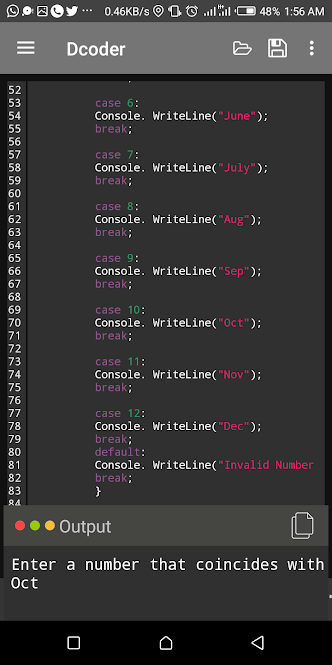 0.46KB/s 48% 1:56 AM
Dcoder
52
53 case 6:
54 Console. WriteLine("June");
55 break;
56
57 case 7:
58 Console. WriteLine("July");
59 break;
60
61 case 8:
62 Console. WriteLine("Aug");
63 break;
64
65 case 9:
66 Console. WriteLine("Sep");
67 break;
68
69 case 10:
70 Console. WriteLine("Oct");
71 break;
72
73 case 11:
74 Console. WriteLine("Nov");
75 break;
76
77 case 12:
78 Console. WriteLine("Dec");
79 break;
80 default:
81 Console. WriteLine("Invalid Number
82 break;
83 }
84
Output
Enter a number that coincides with
Oct